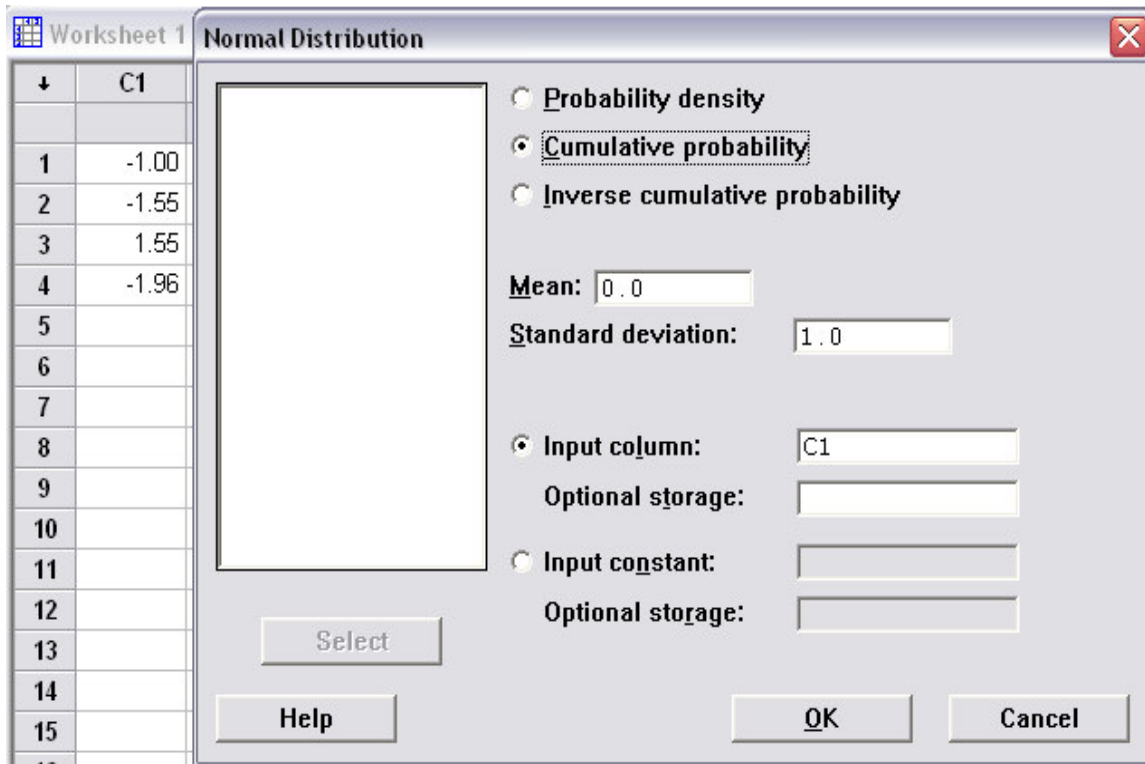 Worksheet 1
Normal Distribution
C1
1 -1.00
2 -1.55
3 1.55
4 -1.96
5
6
7
8
9
10
11
12
13
14
15
Probability density
Cumulative probability
Inverse cumulative probability
Mean: 0.0
Standard deviation: 1.0
Input column: C1
Optional storage:
Input constant:
Optional storage:
Select
Help
OK
Cancel